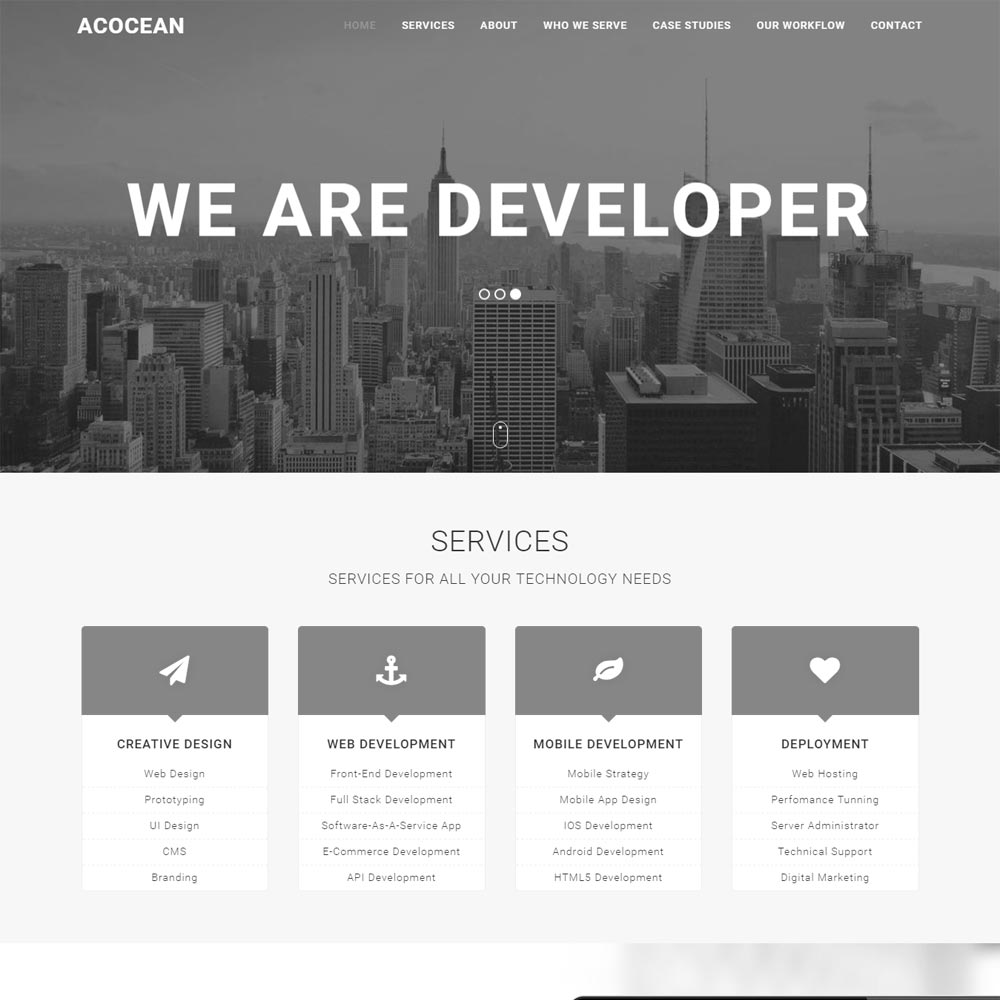 ACOCEAN
HOME SERVICES ABOUT WHO WE SERVE CASE STUDIES OUR WORKFLOW CONTACT
WE ARE DEVELOPER
SERVICES
SERVICES FOR ALL YOUR TECHNOLOGY NEEDS
CREATIVE DESIGN
Web Design
Prototyping
UI Design
CMS
Branding
WEB DEVELOPMENT
Front-End Development
Full Stack Development
Software-As-A-Service App
E-Commerce Development
API Development
MOBILE DEVELOPMENT
Mobile Strategy
Mobile App Design
IOS Development
Android Development
HTML5 Development
DEPLOYMENT
Web Hosting
Perfomance Tunning
Server Administrator
Technical Support
Digital Marketing